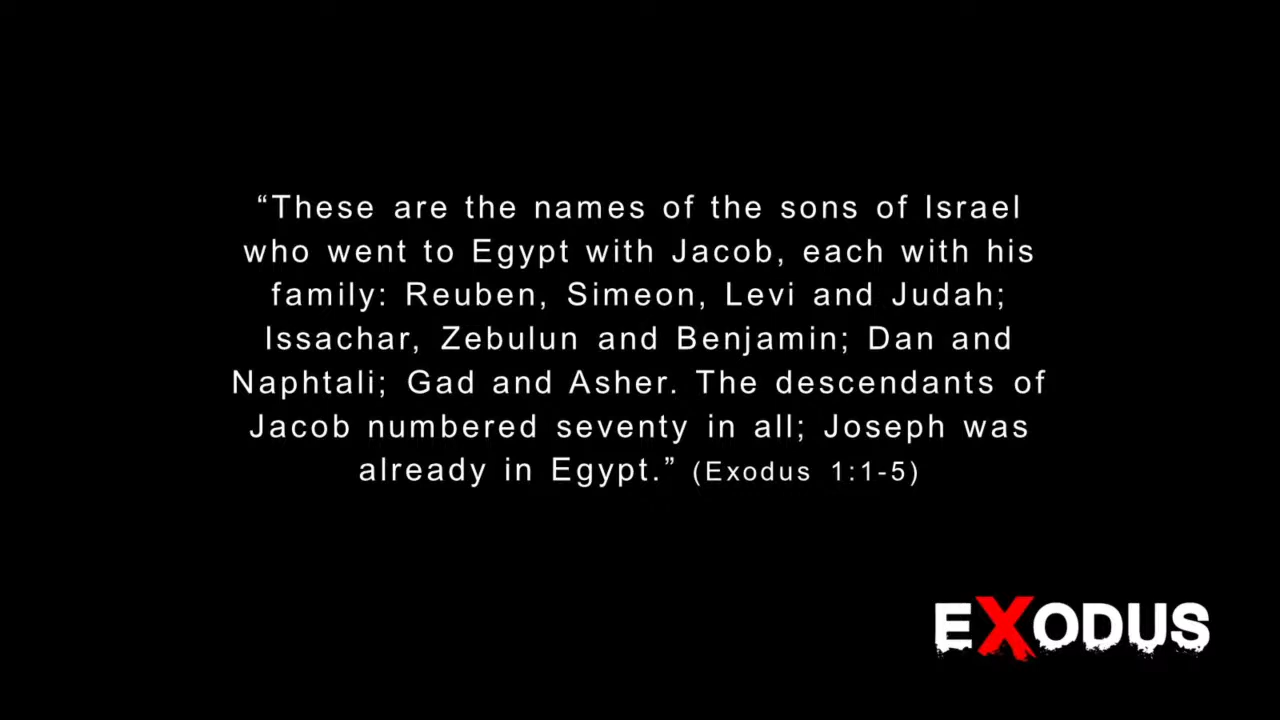 “These are the names of the sons of Israel
who went to Egypt with Jacob, each with his
family: Reuben, Simeon, Levi and Judah;
Issachar, Zebulun and Benjamin; Dan and
Naphtali; Gad and Asher. The descendants of
Jacob numbered seventy in all; Joseph was
already in Egypt.” (Exodus 1:1-5)
EXODUS